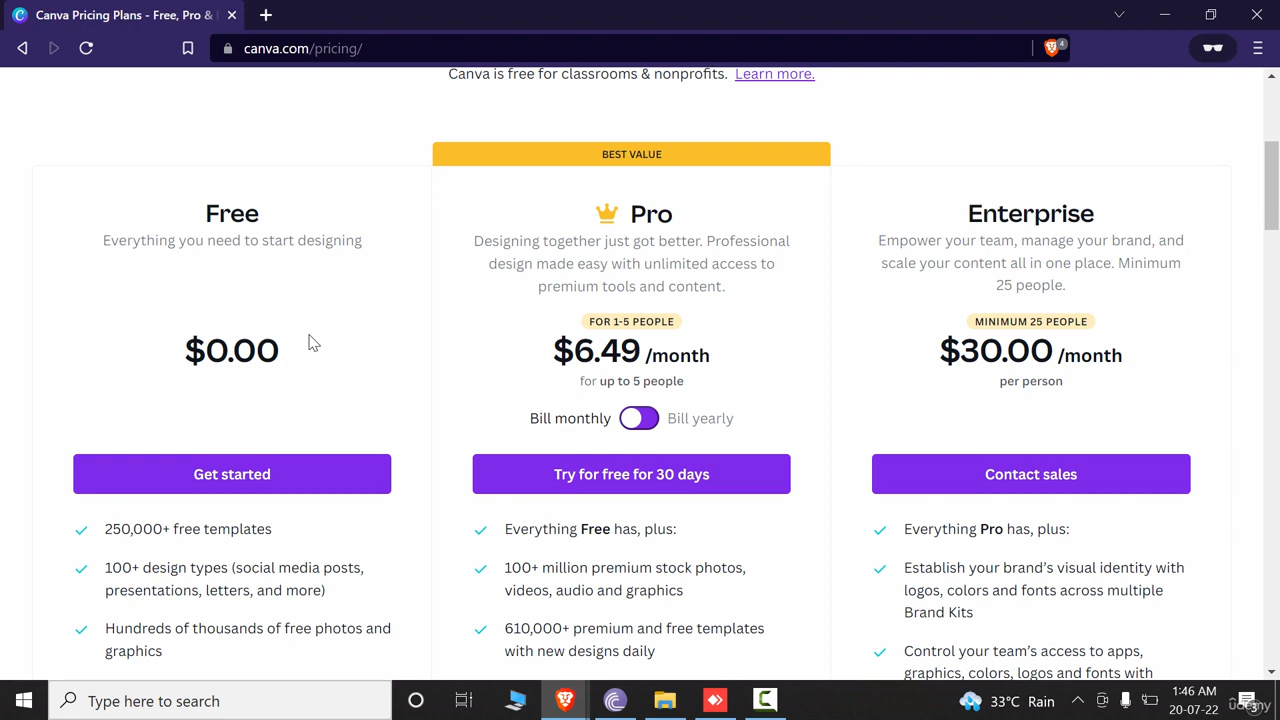 Canva Pricing Plans - Free, Pro &
canva.com/pricing/
4
Canva is free for classrooms & nonprofits. Learn more.
BEST VALUE
Free
Everything you need to start designing
$0.00
Get started
250,000+ free templates
100+ design types (social media posts,
presentations, letters, and more)
Hundreds of thousands of free photos and
graphics
Pro
Designing together just got better. Professional
design made easy with unlimited access to
premium tools and content.
FOR 1-5 PEOPLE
$6.49 /month
for up to 5 people
Bill monthly Bill yearly
Try for free for 30 days
Everything Free has, plus:
100+ million premium stock photos,
videos, audio and graphics
610,000+ premium and free templates
with new designs daily
Enterprise
Empower your team, manage your brand, and
scale your content all in one place. Minimum
25 people.
MINIMUM 25 PEOPLE
$30.00 /month
per person
Contact sales
Everything Pro has, plus:
Establish your brand's visual identity with
logos, colors and fonts across multiple
Brand Kits
Control your team's access to apps,
graphics, colors, logos and fonts with
Type here to search
33°C Rain
1:46 AM
20-07-22
udemy